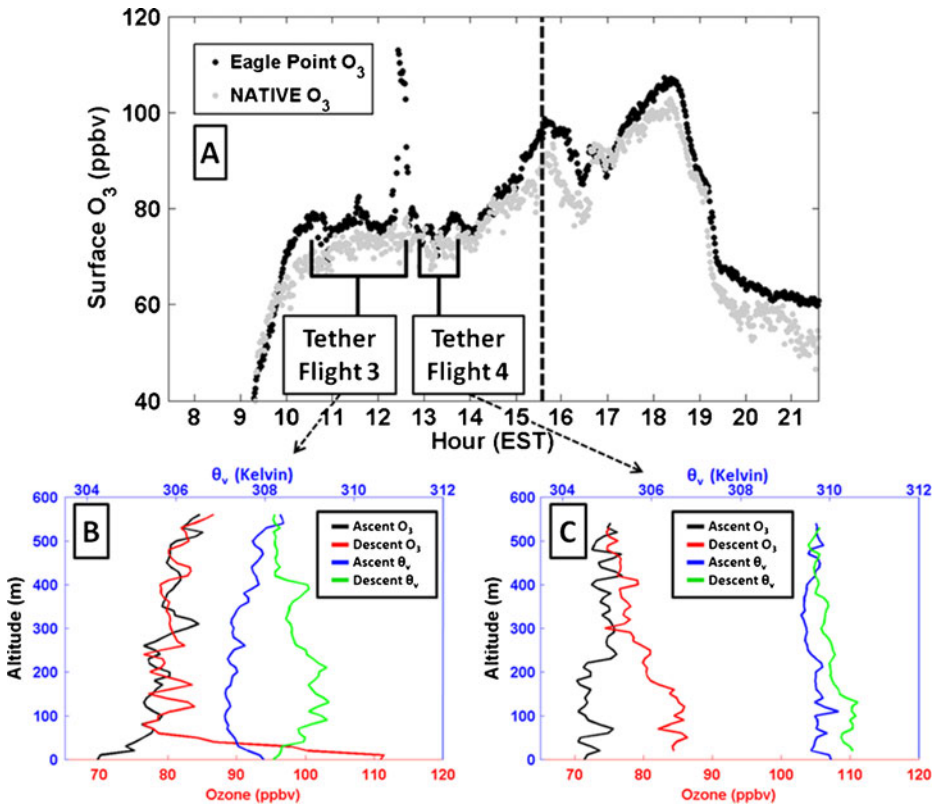 120
100
80
60
40
Surface O3 (ppbv)
Eagle Point O3
NATIVE O3
A
Tether
Flight 3
Tether
Flight 4
8 9 10 11 12 13 14 15 16 17 18 19 20 21
Hour (EST)
θv (Kelvin)
304 306 308 310 312
600
500
400
300
200
100
0
Altitude (m)
B
Ascent O3
Descent O3
Ascent θv
Descent θv
70 80 90 100 110
Ozone (ppbv)
θv (Kelvin)
304 306 308 310 312
600
500
400
300
200
100
0
Altitude (m)
C
Ascent O3
Descent O3
Ascent θv
Descent θv
70 80 90 100 110 120
Ozone (ppbv)